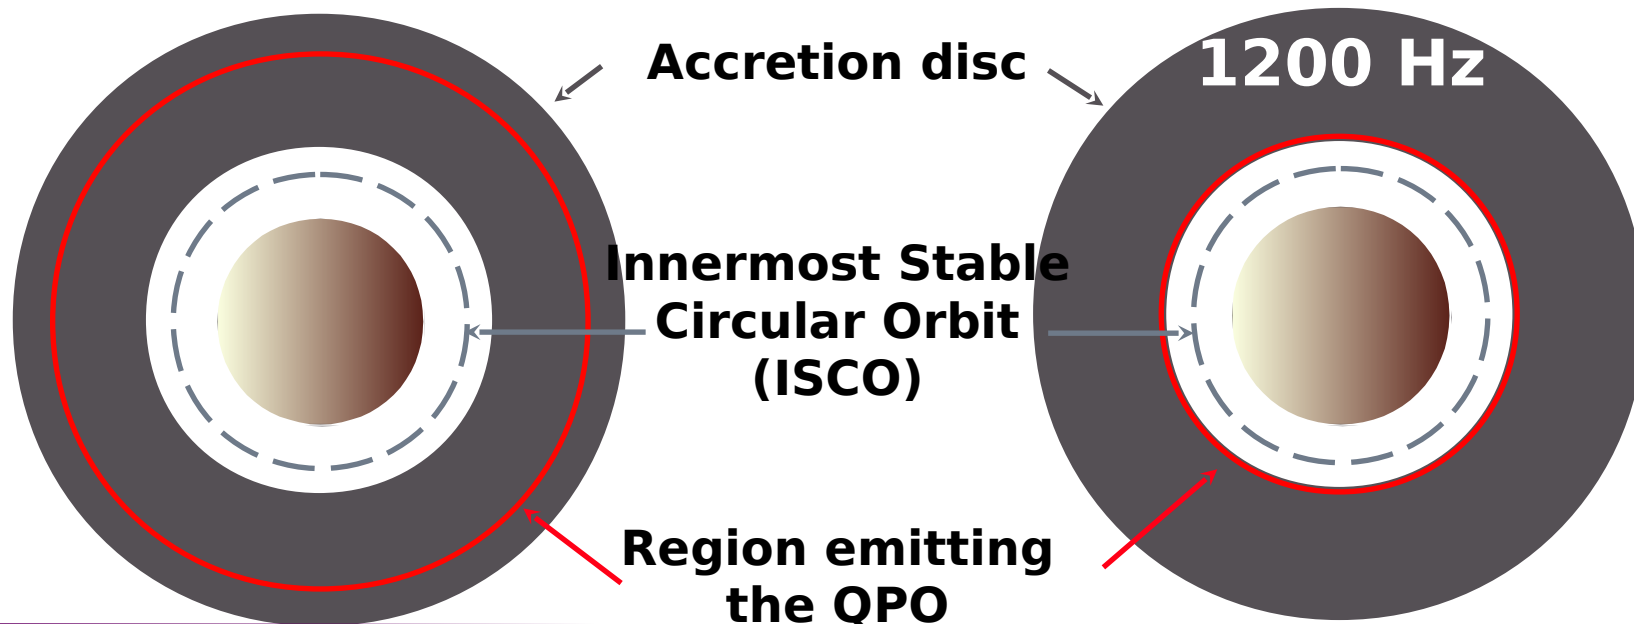 Accretion disc
1200 Hz
Innermost Stable
Circular Orbit
(ISCO)
Region emitting
the QPO